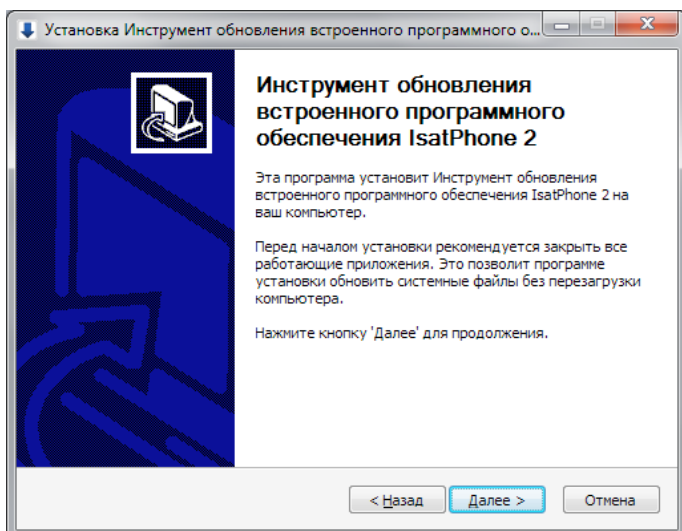 Установка Инструмент обновления встроенного программного о...
Инструмент обновления
встроенного программного
обеспечения IsatPhone 2
Эта программа установит Инструмент обновления
встроенного программного обеспечения IsatPhone 2 на
ваш компьютер.
Перед началом установки рекомендуется закрыть все
работающие приложения. Это позволит программе
установки обновить системные файлы без перезагрузки
компьютера.
Нажмите кнопку 'Далее' для продолжения.
< Назад
Далее >
Отмена